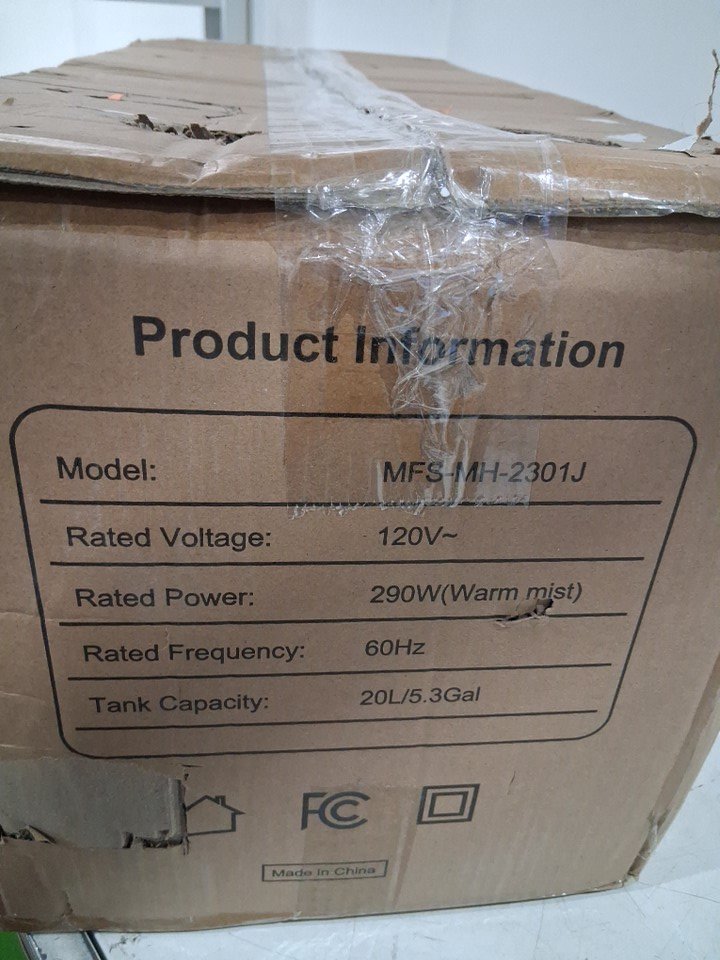 Product Information
Model: MFS-MH-2301J
Rated Voltage: 120V~
Rated Power: 290W(Warm mist)
Rated Frequency: 60Hz
Tank Capacity: 20L/5.3Gal
FC
Made in China